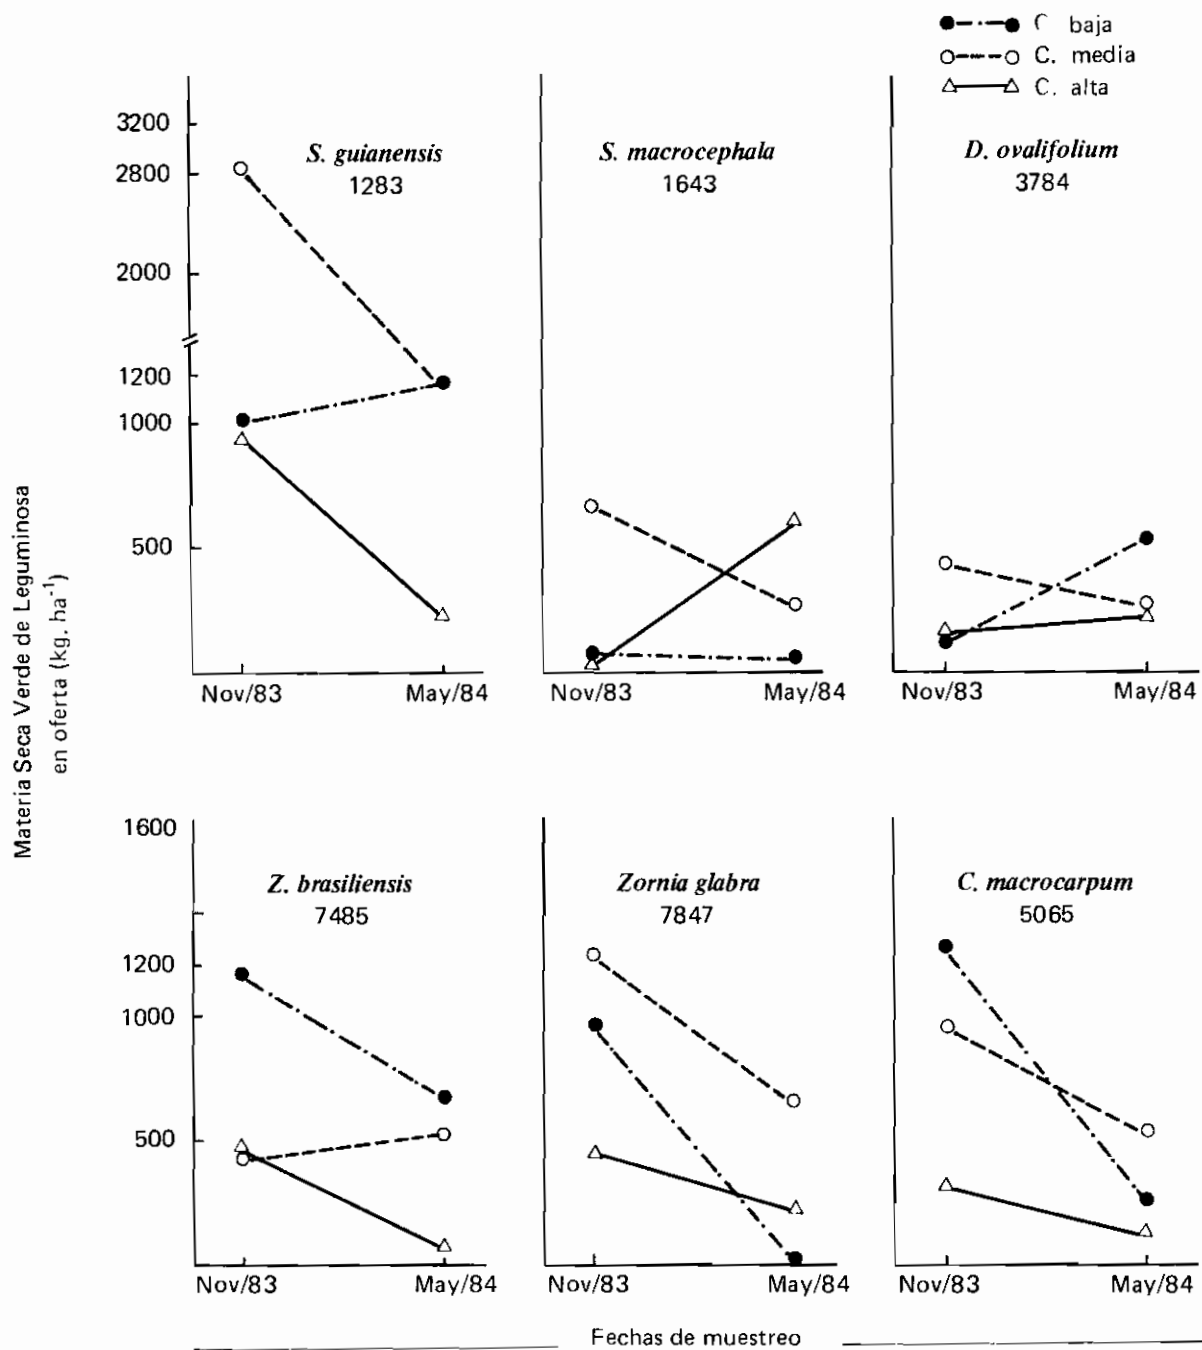 C baja
C. media
C. alta
3200
2800
2000
1200
1000
500
S. guianensis
1283
S. macrocephala
1643
D. ovalifolium
3784
Nov/83
May/84
Nov/83
May/84
Nov/83
May/84
Materia Seca Verde de Leguminosa
en oferta (kg. ha-1)
1600
1200
1000
500
Z. brasiliensis
7485
Zornia glabra
7847
C. macrocarpum
5065
Nov/83
May/84
Nov/83
May/84
Nov/83
May/84
Fechas de muestreo